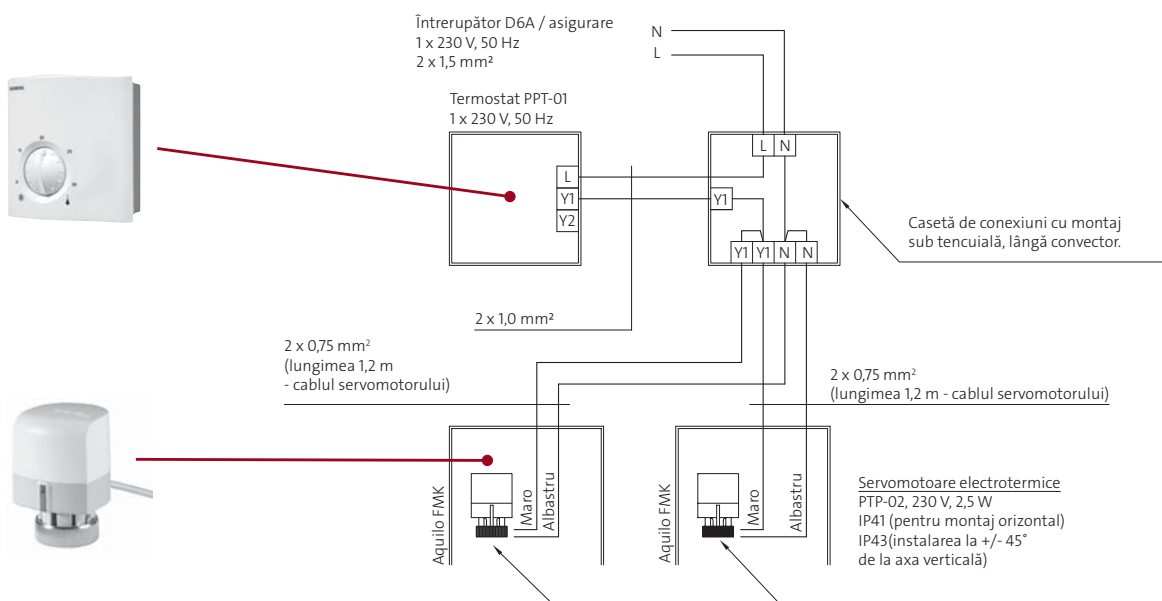 Întrerupător D6A / asigurare
1 x 230 V, 50 Hz
2 x 1,5 mm²
N
L
Termostat PPT-01
1 x 230 V, 50 Hz
SIEMENS
L
Y1
Y2
L N
Y1
Y1 Y1 N N
Casetă de conexiuni cu montaj
sub tencuială, lângă convector.
2 x 1,0 mm²
2 x 0,75 mm²
(lungimea 1,2 m
- cablul servomotorului)
2 x 0,75 mm²
(lungimea 1,2 m - cablul servomotorului)
Aquilo FMK
Maro
Albastru
Aquilo FMK
Maro
Albastru
Servomotoare electrotermice
PTP-02, 230 V, 2,5 W
IP41 (pentru montaj orizontal)
IP43(instalarea la +/- 45°
de la axa verticală)